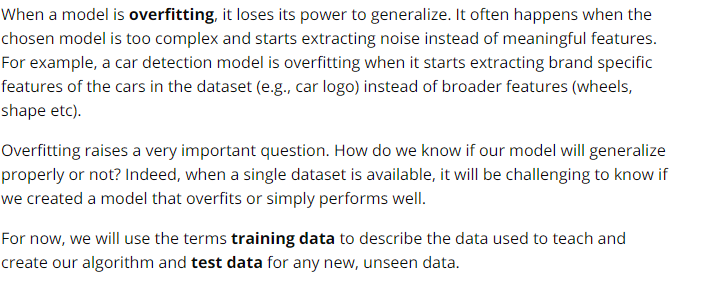 When a model is overfitting, it loses its power to generalize. It often happens when the
chosen model is too complex and starts extracting noise instead of meaningful features.
For example, a car detection model is overfitting when it starts extracting brand specific
features of the cars in the dataset (e.g., car logo) instead of broader features (wheels,
shape etc).
Overfitting raises a very important question. How do we know if our model will generalize
properly or not? Indeed, when a single dataset is available, it will be challenging to know if
we created a model that overfits or simply performs well.
For now, we will use the terms training data to describe the data used to teach and
create our algorithm and test data for any new, unseen data.